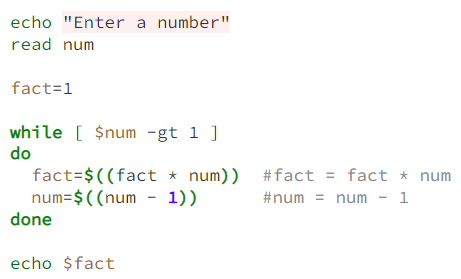 echo "Enter a number"
read num
fact=1
while [ $num -gt 1 ]
do
fact=$((fact * num)) #fact = fact * num
num=$((num - 1)) #num = num - 1
done
echo $fact